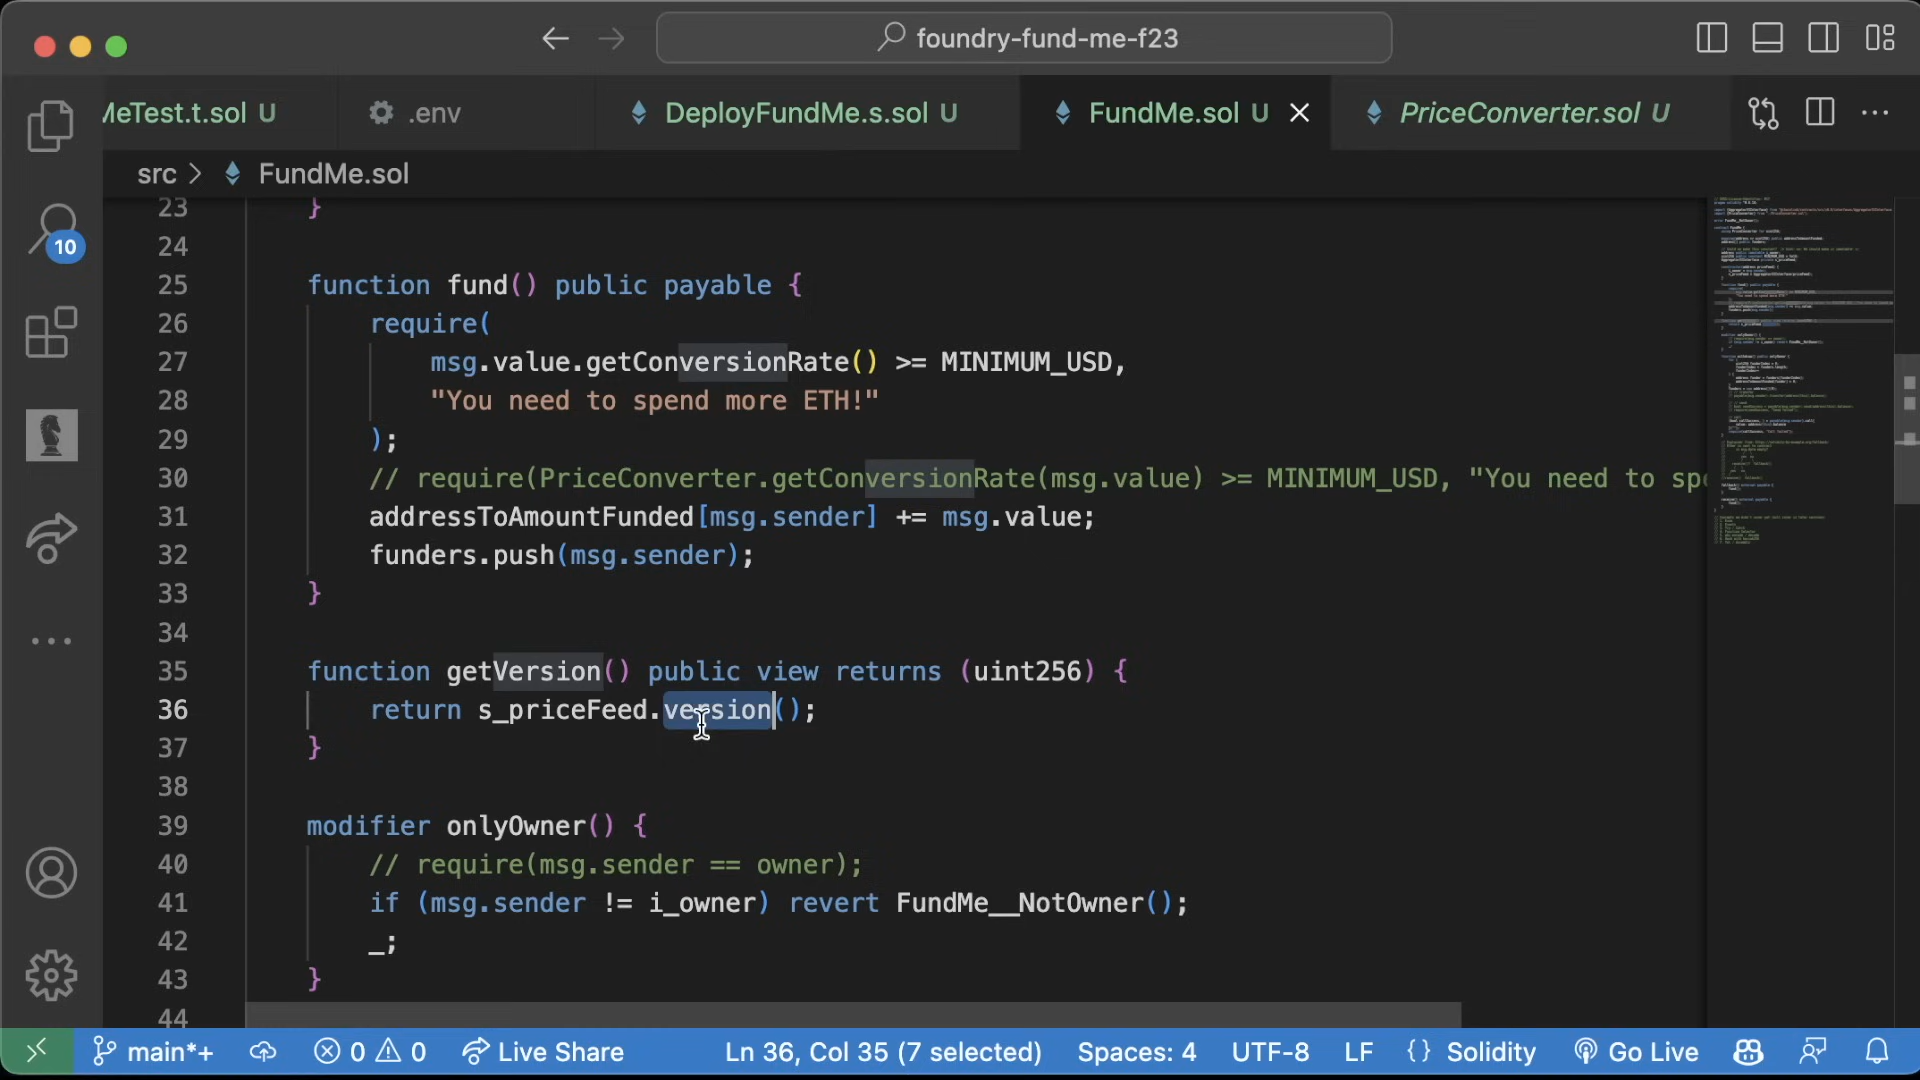 foundry-fund-me-f23
MeTest.t.sol U
.env
DeployFundMe.s.sol U
FundMe.sol U
PriceConverter.sol U
src > FundMe.sol
10
23 }
24
25 function fund() public payable {
26 require(
27 msg.value.getConversionRate() >= MINIMUM_USD,
28 "You need to spend more ETH!"
29 );
30 // require(PriceConverter.getConversionRate(msg.value) >= MINIMUM_USD, "You need to sp
31 addressToAmountFunded[msg.sender] += msg.value;
32 funders.push(msg.sender);
33 }
34
35 function getVersion() public view returns (uint256) {
36 return s_priceFeed.version();
37 }
38
39 modifier onlyOwner() {
40 // require(msg.sender == owner);
41 if (msg.sender != i_owner) revert FundMe__NotOwner();
42 _;
43 }
44
main*+ 0 0 Live Share Ln 36, Col 35 (7 selected) Spaces: 4 UTF-8 LF {} Solidity Go Live